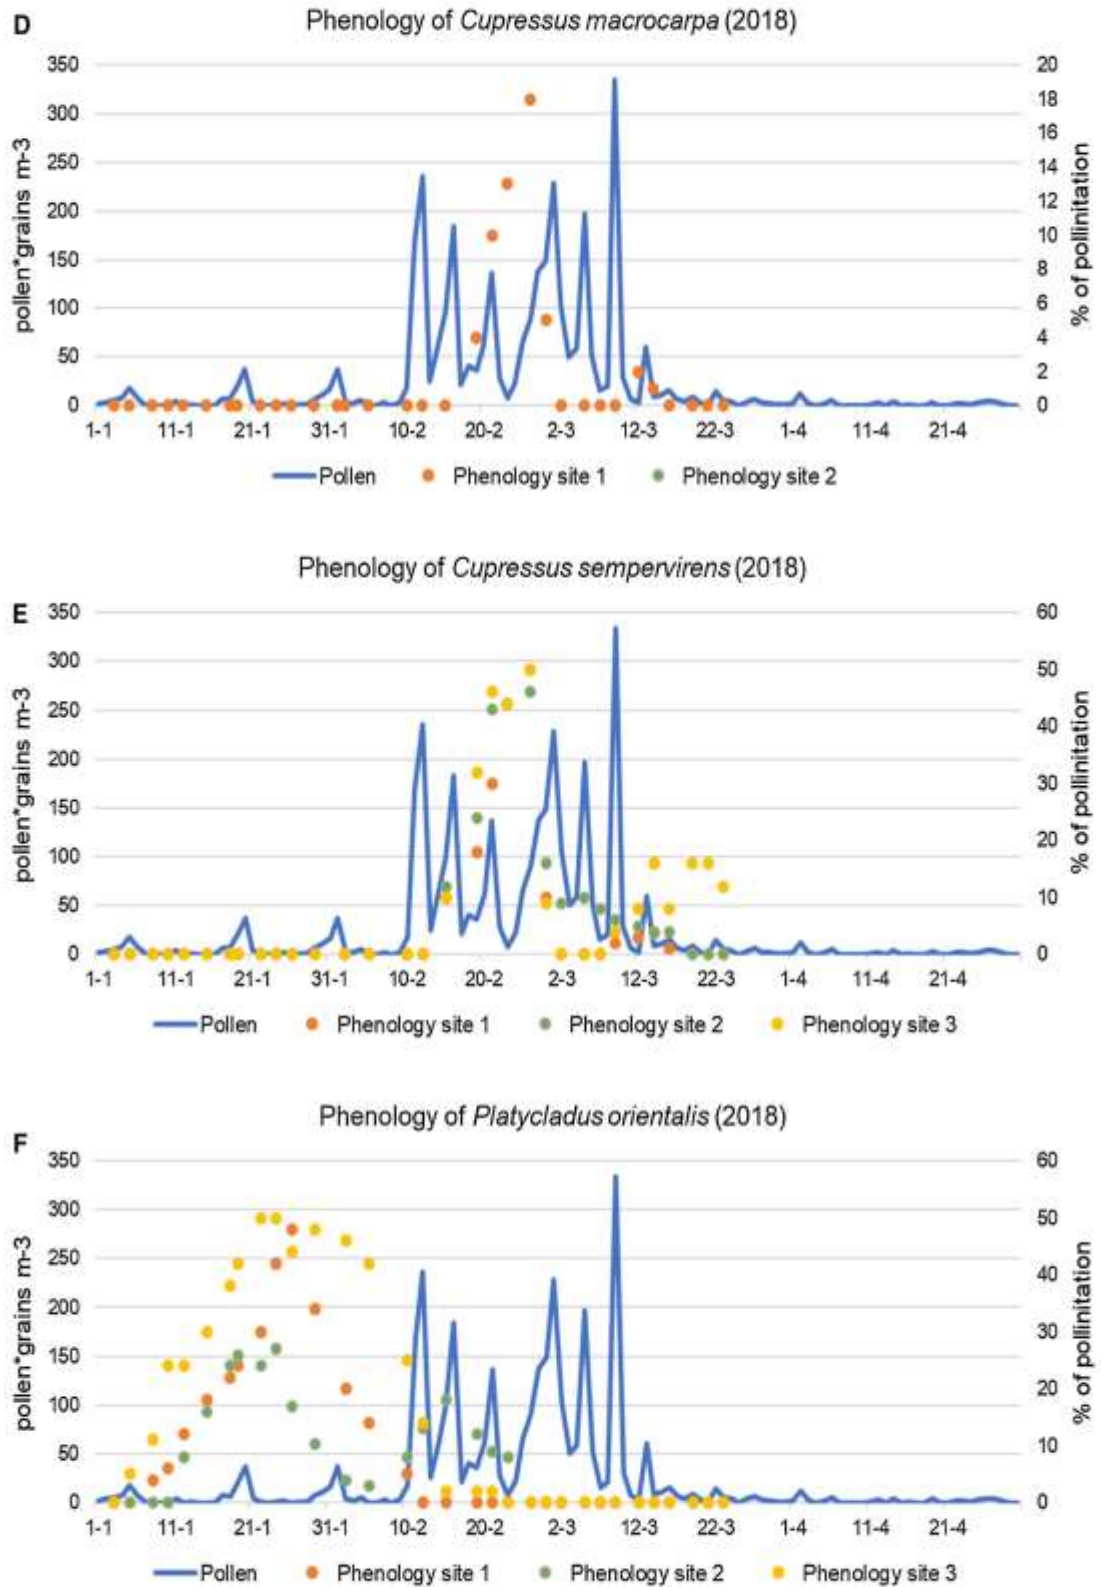 D
Phenology of Cupressus macrocarpa (2018)
350 20
300 18
250 16
200 14
150 12
100 10
50 8
0 6
4
2
0
pollen*grains m-3
% of pollinitation
1-1 11-1 21-1 31-1 10-2 20-2 2-3 12-3 22-3 1-4 11-4 21-4
Pollen Phenology site 1 Phenology site 2
E
Phenology of Cupressus sempervirens (2018)
350 60
300 50
250 40
200 30
150 20
100 10
50 0
0
pollen*grains m-3
% of pollinitation
1-1 11-1 21-1 31-1 10-2 20-2 2-3 12-3 22-3 1-4 11-4 21-4
Pollen Phenology site 1 Phenology site 2 Phenology site 3
F
Phenology of Platycladus orientalis (2018)
350 60
300 50
250 40
200 30
150 20
100 10
50 0
0
pollen*grains m-3
% of pollinitation
1-1 11-1 21-1 31-1 10-2 20-2 2-3 12-3 22-3 1-4 11-4 21-4
Pollen Phenology site 1 Phenology site 2 Phenology site 3